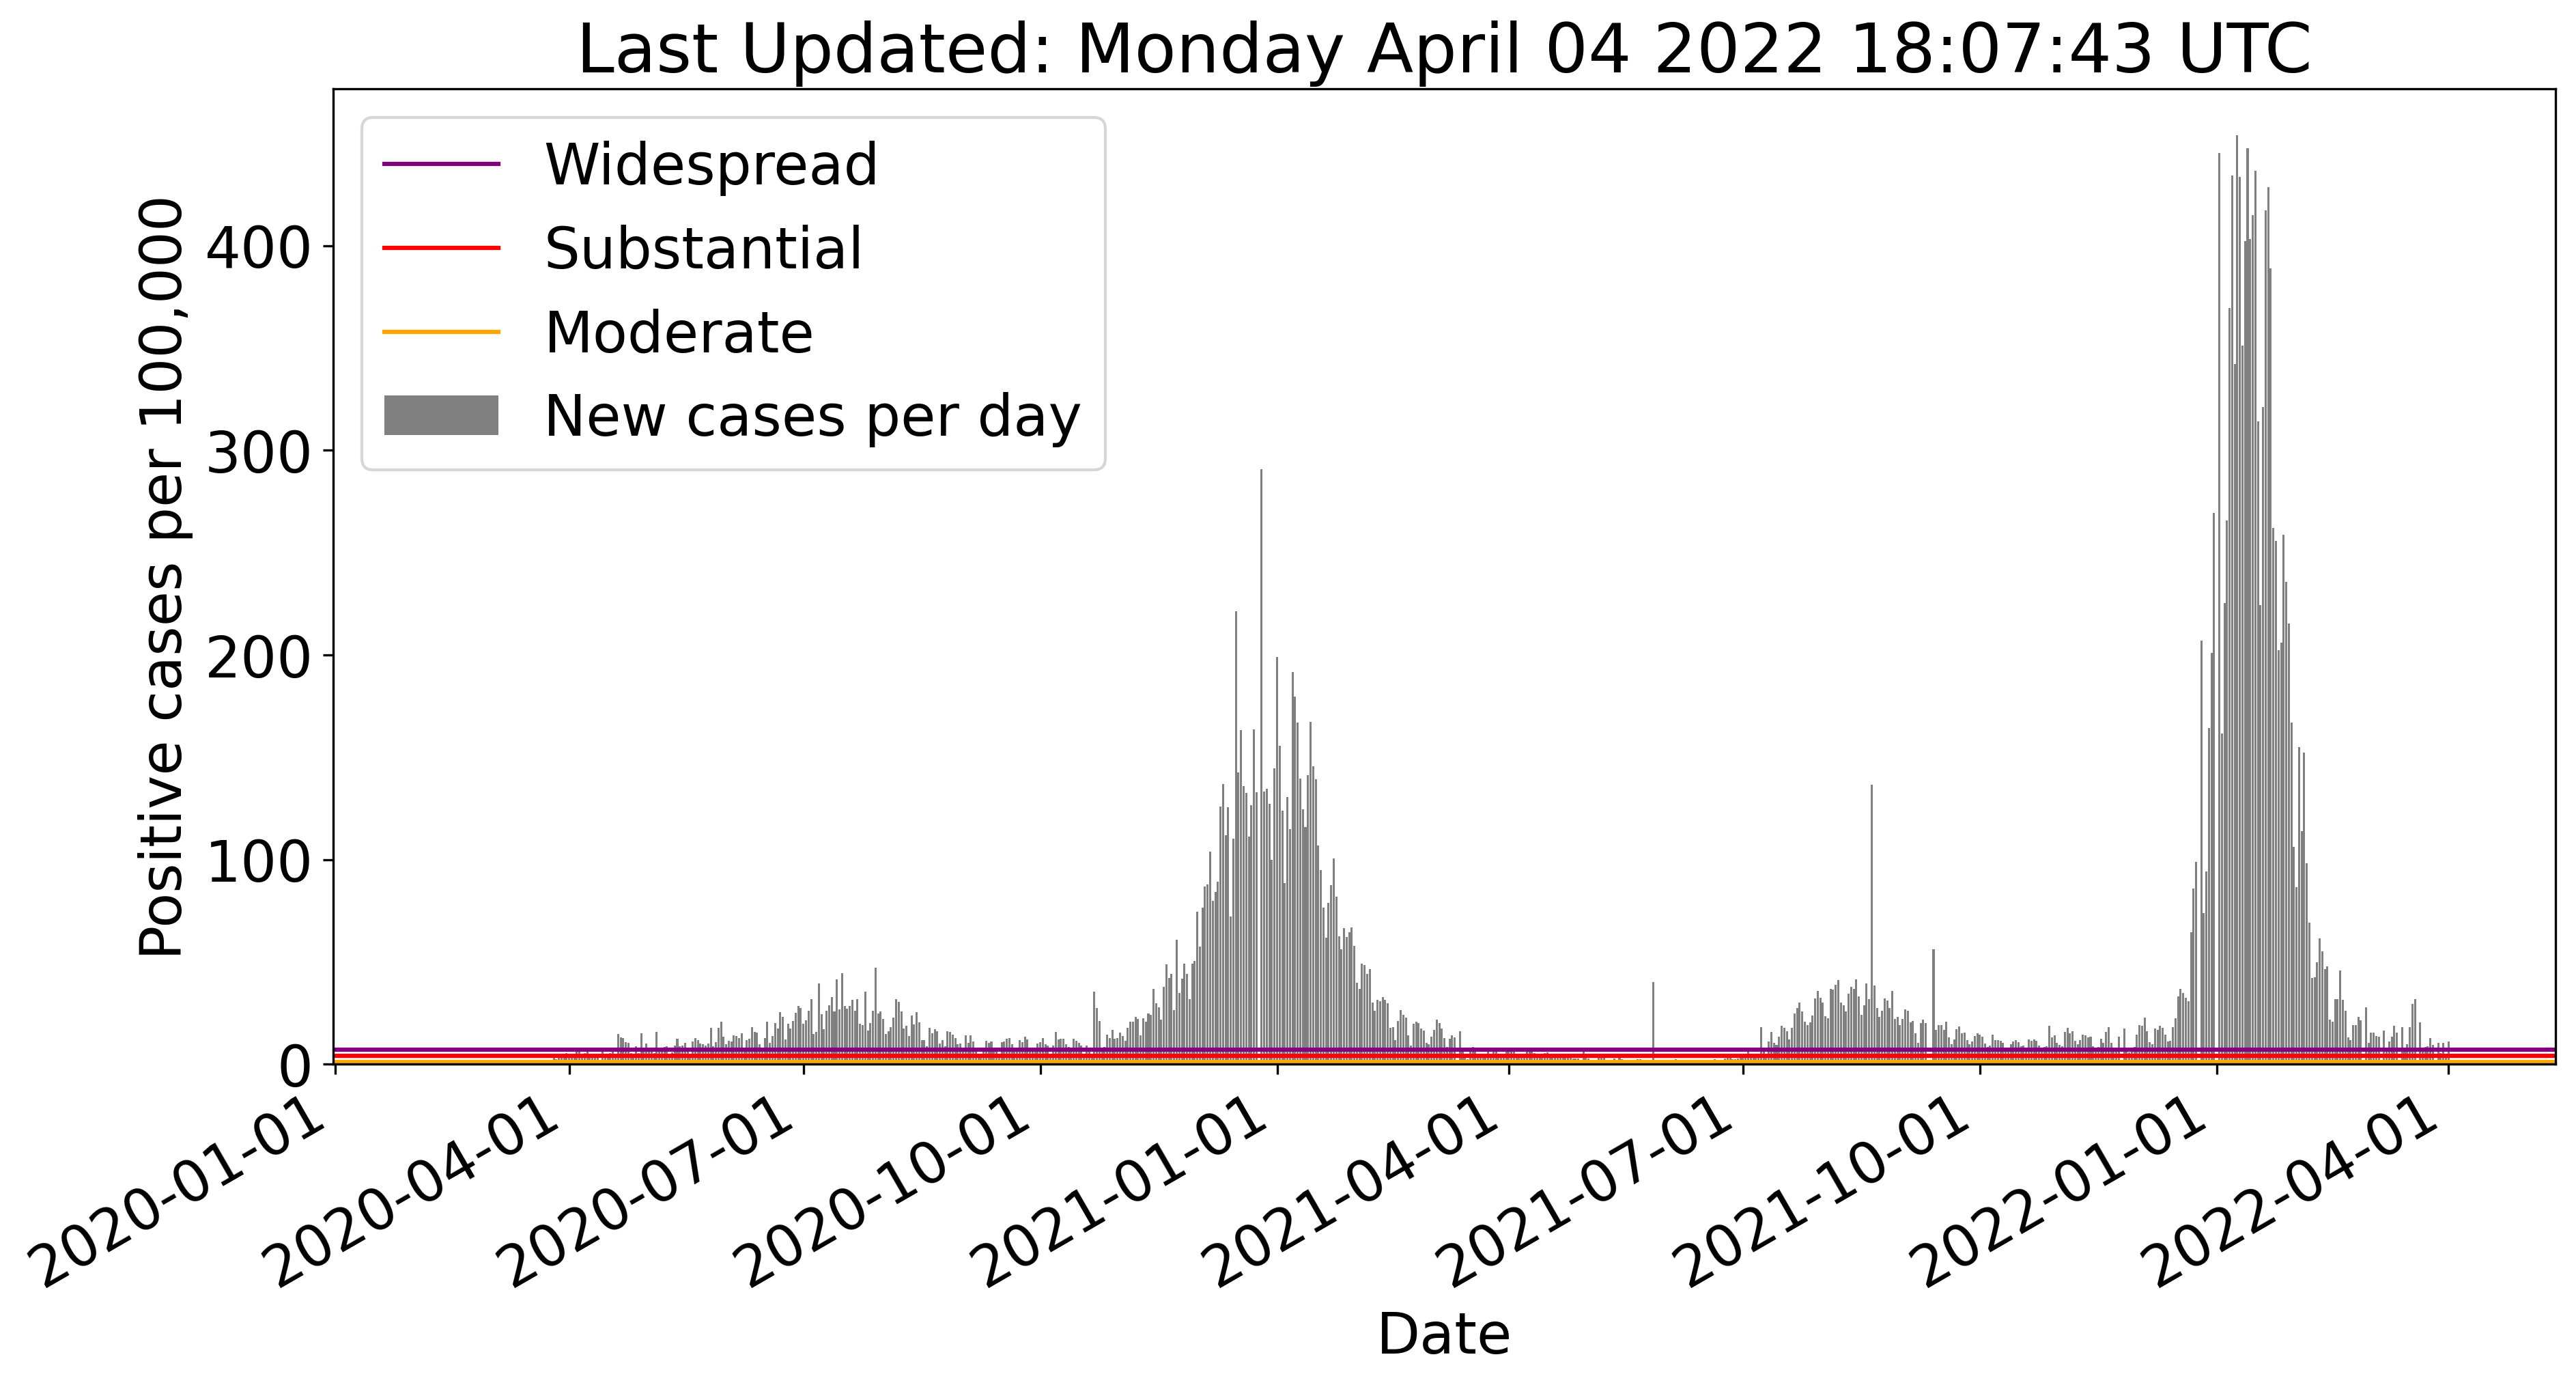 Last Updated: Monday April 04 2022 18:07:43 UTC
Widespread
Substantial
Moderate
New cases per day
Positive cases per 100,000
400
300
200
100
0
2020-01-01
2020-04-01
2020-07-01
2020-10-01
2021-01-01
2021-04-01
2021-07-01
2021-10-01
2022-01-01
2022-04-01
Date